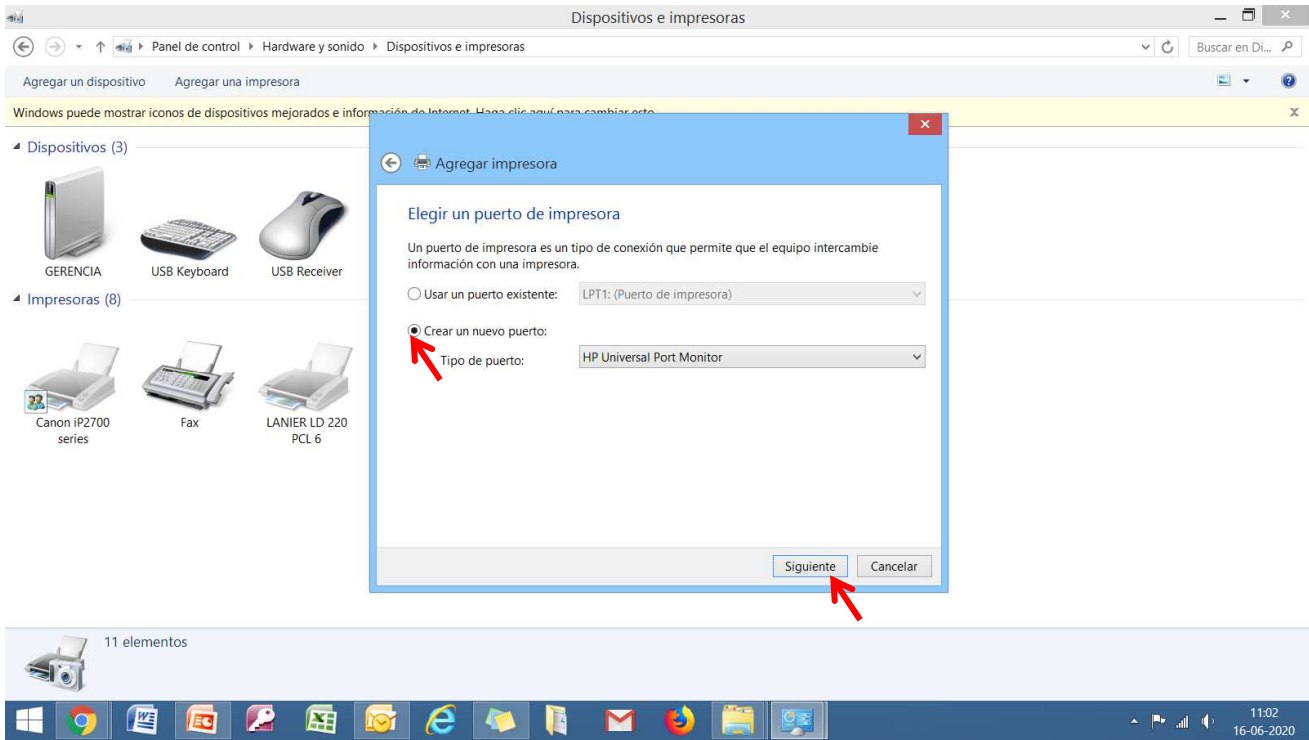 Dispositivos e impresoras
Panel de control Hardware y sonido Dispositivos e impresoras
Buscar en Di...
Agregar un dispositivo Agregar una impresora
Windows puede mostrar iconos de dispositivos mejorados e información de Internet. Haga clic aquí para cambiar esto...
Dispositivos (3)
GERENCIA
USB Keyboard
USB Receiver
Impresoras (8)
Canon iP2700
series
Fax
LANIER LD 220
PCL 6
Agregar impresora
Elegir un puerto de impresora
Un puerto de impresora es un tipo de conexión que permite que el equipo intercambie
información con una impresora.
Usar un puerto existente: LPT1: (Puerto de impresora)
Crear un nuevo puerto:
Tipo de puerto: HP Universal Port Monitor
Siguiente Cancelar
11 elementos
11:02
16-06-2020